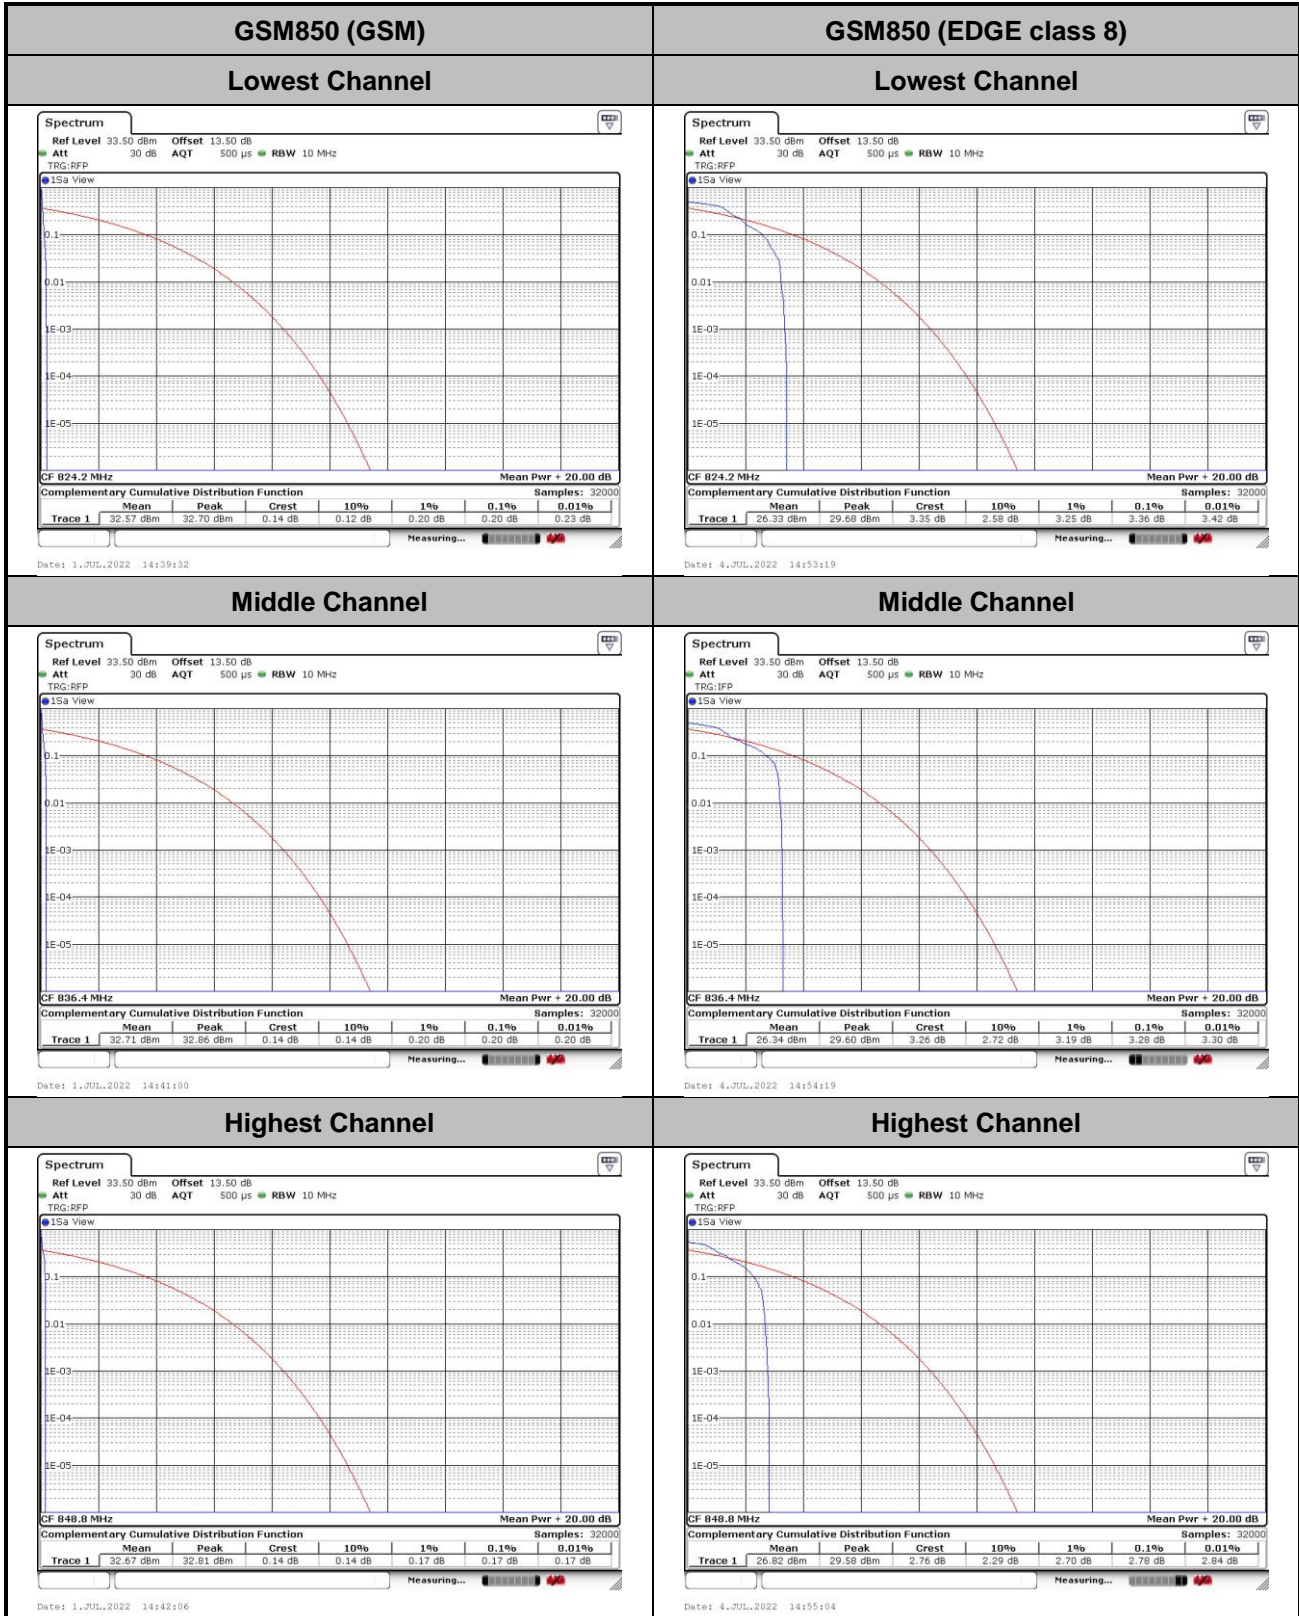 GSM850 (GSM)
GSM850 (EDGE class 8)
Lowest Channel
Lowest Channel
Spectrum
Ref Level 33.50 dBm Offset 13.50 dB
Att 30 dB AQT 500 µs RBW 10 MHz
TRG:RFP
1Sa View
0.1
0.01
1E-03
1E-04
1E-05
CF 824.2 MHz Mean Pwr + 20.00 dB
Complementary Cumulative Distribution Function Samples: 32000
Mean Peak Crest 10% 1% 0.1% 0.01%
Trace 1 32.57 dBm 32.70 dBm 0.14 dB 0.12 dB 0.20 dB 0.20 dB 0.23 dB
Measuring...
Date: 1.JUL.2022 14:39:32
Spectrum
Ref Level 33.50 dBm Offset 13.50 dB
Att 30 dB AQT 500 µs RBW 10 MHz
TRG:RFP
1Sa View
0.1
0.01
1E-03
1E-04
1E-05
CF 824.2 MHz Mean Pwr + 20.00 dB
Complementary Cumulative Distribution Function Samples: 32000
Mean Peak Crest 10% 1% 0.1% 0.01%
Trace 1 26.33 dBm 29.68 dBm 3.35 dB 2.58 dB 3.25 dB 3.36 dB 3.42 dB
Measuring...
Date: 4.JUL.2022 14:53:19
Middle Channel
Middle Channel
Spectrum
Ref Level 33.50 dBm Offset 13.50 dB
Att 30 dB AQT 500 µs RBW 10 MHz
TRG:RFP
1Sa View
0.1
0.01
1E-03
1E-04
1E-05
CF 836.4 MHz Mean Pwr + 20.00 dB
Complementary Cumulative Distribution Function Samples: 32000
Mean Peak Crest 10% 1% 0.1% 0.01%
Trace 1 32.71 dBm 32.86 dBm 0.14 dB 0.14 dB 0.20 dB 0.20 dB 0.20 dB
Measuring...
Date: 1.JUL.2022 14:41:00
Spectrum
Ref Level 33.50 dBm Offset 13.50 dB
Att 30 dB AQT 500 µs RBW 10 MHz
TRG:IFP
1Sa View
0.1
0.01
1E-03
1E-04
1E-05
CF 836.4 MHz Mean Pwr + 20.00 dB
Complementary Cumulative Distribution Function Samples: 32000
Mean Peak Crest 10% 1% 0.1% 0.01%
Trace 1 26.34 dBm 29.60 dBm 3.26 dB 2.72 dB 3.19 dB 3.28 dB 3.30 dB
Measuring...
Date: 4.JUL.2022 14:54:19
Highest Channel
Highest Channel
Spectrum
Ref Level 33.50 dBm Offset 13.50 dB
Att 30 dB AQT 500 µs RBW 10 MHz
TRG:RFP
1Sa View
0.1
0.01
1E-03
1E-04
1E-05
CF 848.8 MHz Mean Pwr + 20.00 dB
Complementary Cumulative Distribution Function Samples: 32000
Mean Peak Crest 10% 1% 0.1% 0.01%
Trace 1 32.67 dBm 32.81 dBm 0.14 dB 0.14 dB 0.17 dB 0.17 dB 0.17 dB
Measuring...
Date: 1.JUL.2022 14:42:06
Spectrum
Ref Level 33.50 dBm Offset 13.50 dB
Att 30 dB AQT 500 µs RBW 10 MHz
TRG:RFP
1Sa View
0.1
0.01
1E-03
1E-04
1E-05
CF 848.8 MHz Mean Pwr + 20.00 dB
Complementary Cumulative Distribution Function Samples: 32000
Mean Peak Crest 10% 1% 0.1% 0.01%
Trace 1 26.82 dBm 29.58 dBm 2.76 dB 2.29 dB 2.70 dB 2.78 dB 2.84 dB
Measuring...
Date: 4.JUL.2022 14:55:04